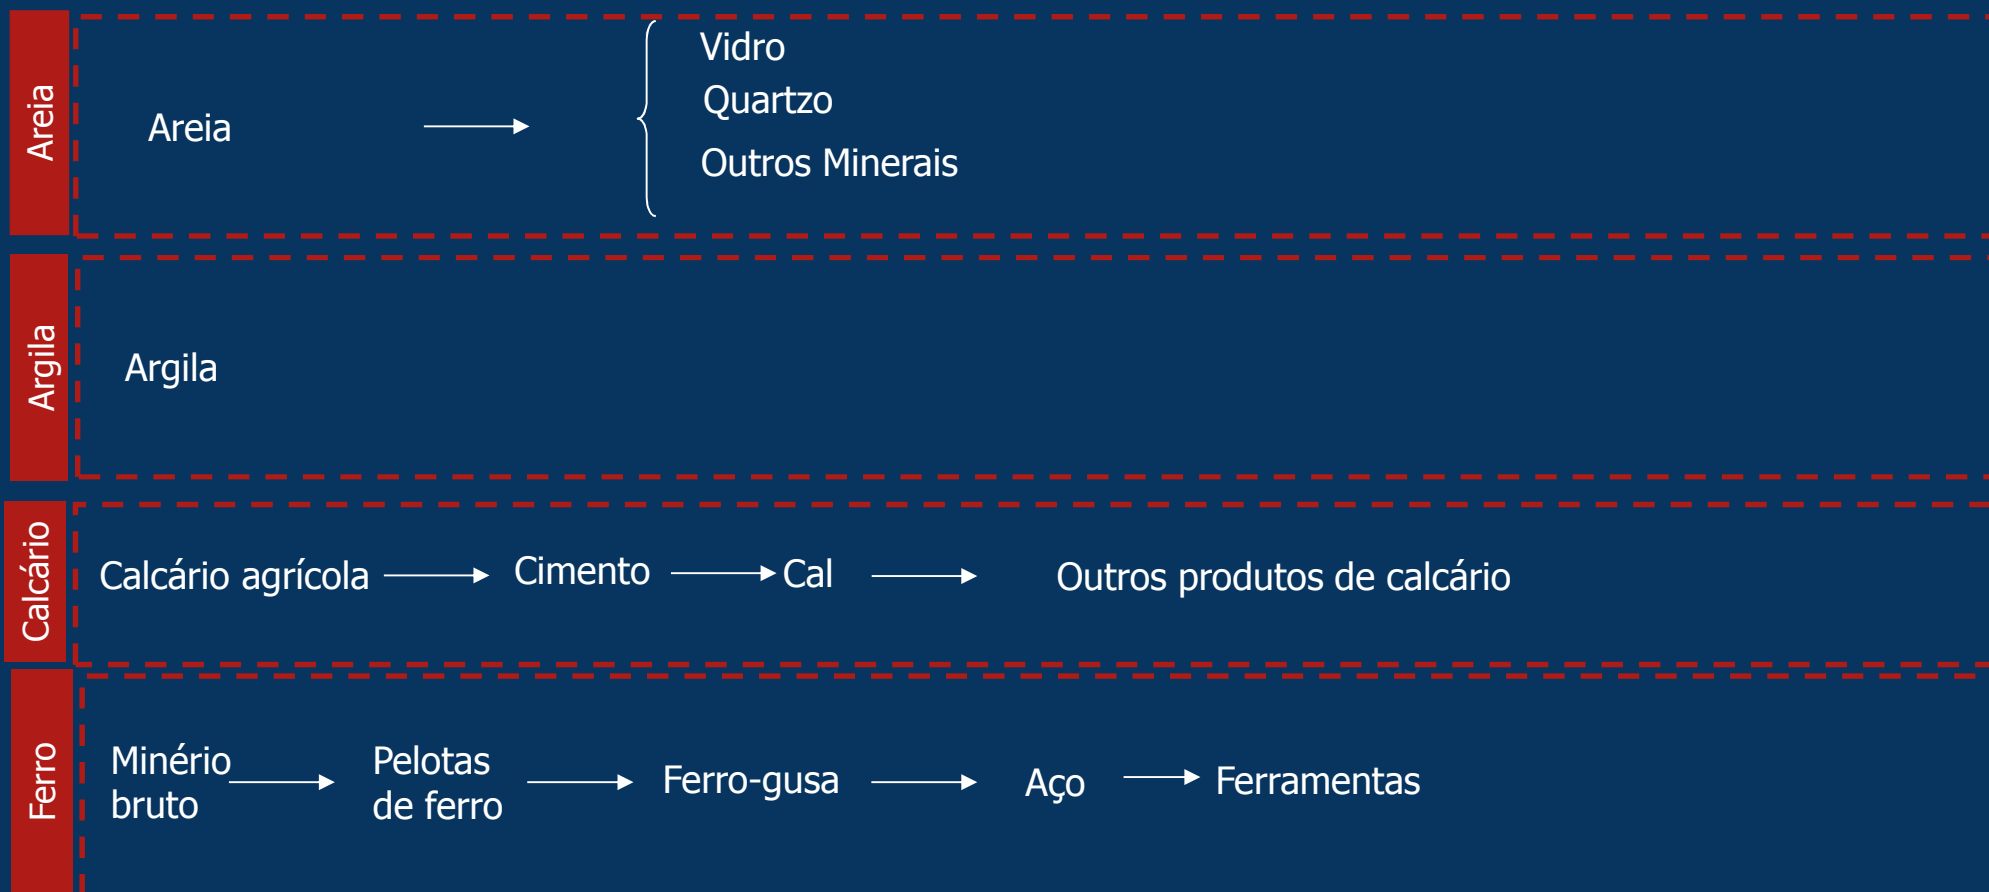 Areia
Areia
Vidro
Quartzo
Outros Minerais
Argila
Argila
Calcário
Calcário agrícola
Cimento
Cal
Outros produtos de calcário
Ferro
Minério
bruto
Pelotas
de ferro
Ferro-gusa
Aço
Ferramentas